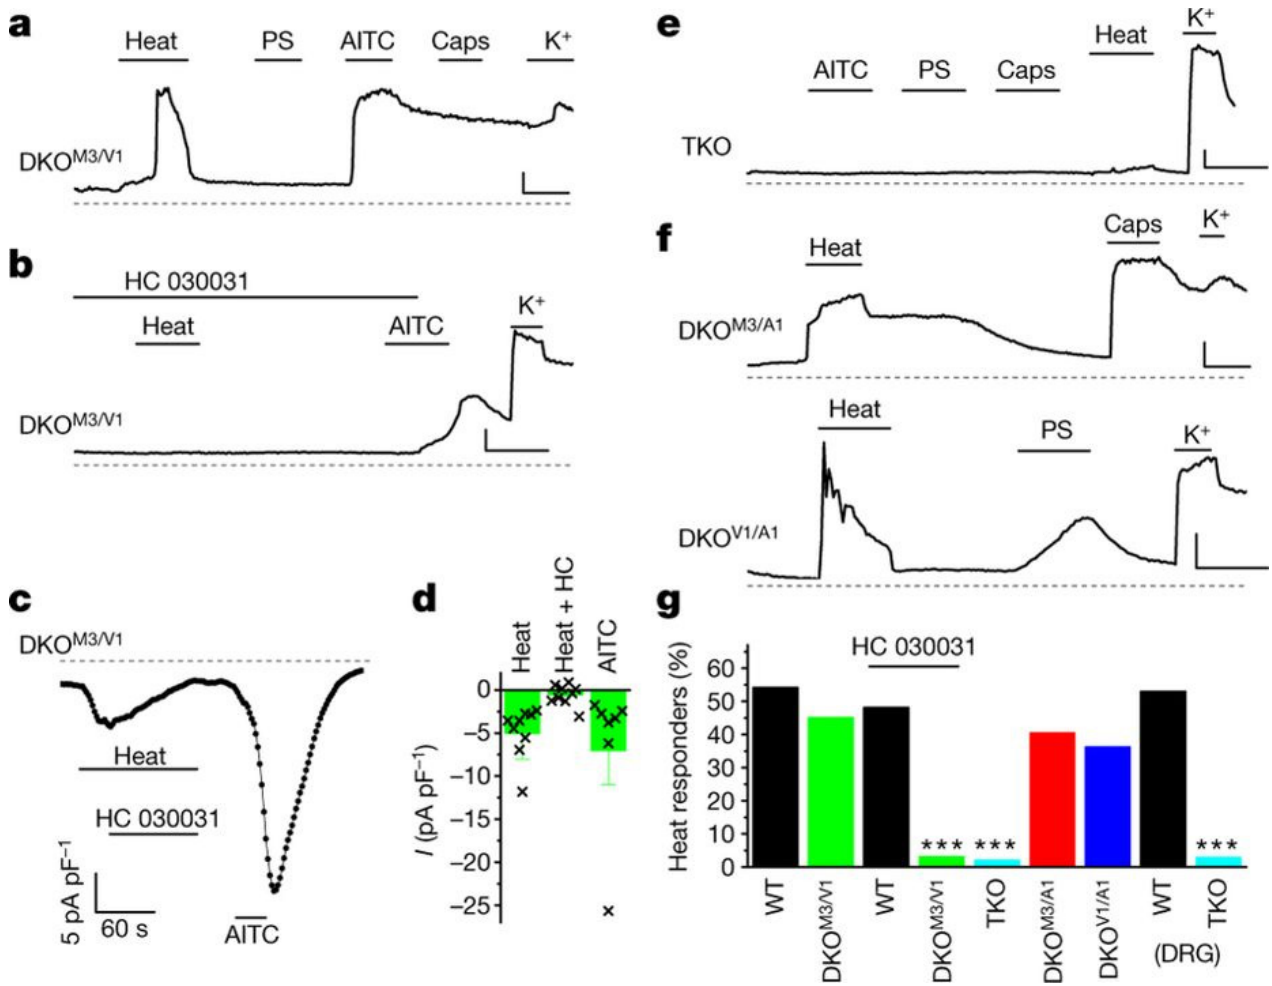 a
Heat PS AITC Caps K+
DKOM3/V1
b
HC 030031
Heat AITC K+
DKOM3/V1
c
DKOM3/V1
Heat
HC 030031
5 pA pF−1
60 s
AITC
d
Heat
Heat + HC
AITC
0
−5
−10
−15
−20
−25
I (pA pF−1)
e
AITC PS Caps Heat K+
TKO
f
Heat Caps K+
DKOM3/A1
Heat PS K+
DKOV1/A1
g
HC 030031
Heat responders (%)
60
50
40
30
20
10
0
*** *** ***
WT
DKOM3/V1
WT
DKOM3/V1
TKO
DKOM3/A1
DKOV1/A1
WT
TKO
(DRG)